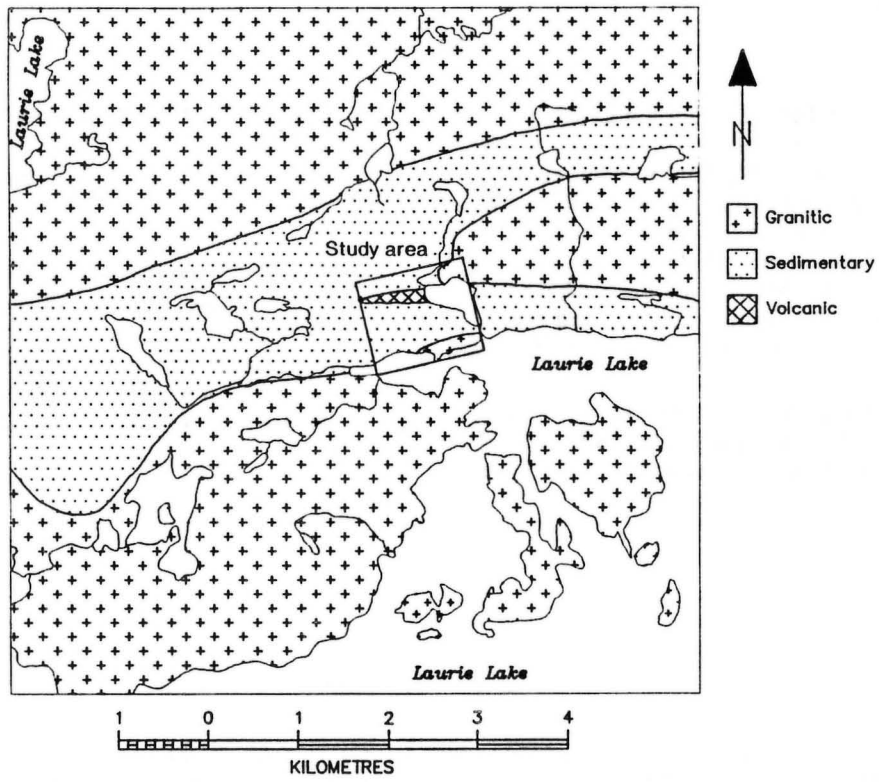 Laurie Lake
N
Study area
Granitic
Sedimentary
Volcanic
Laurie Lake
Laurie Lake
1 0 1 2 3 4
KILOMETRES